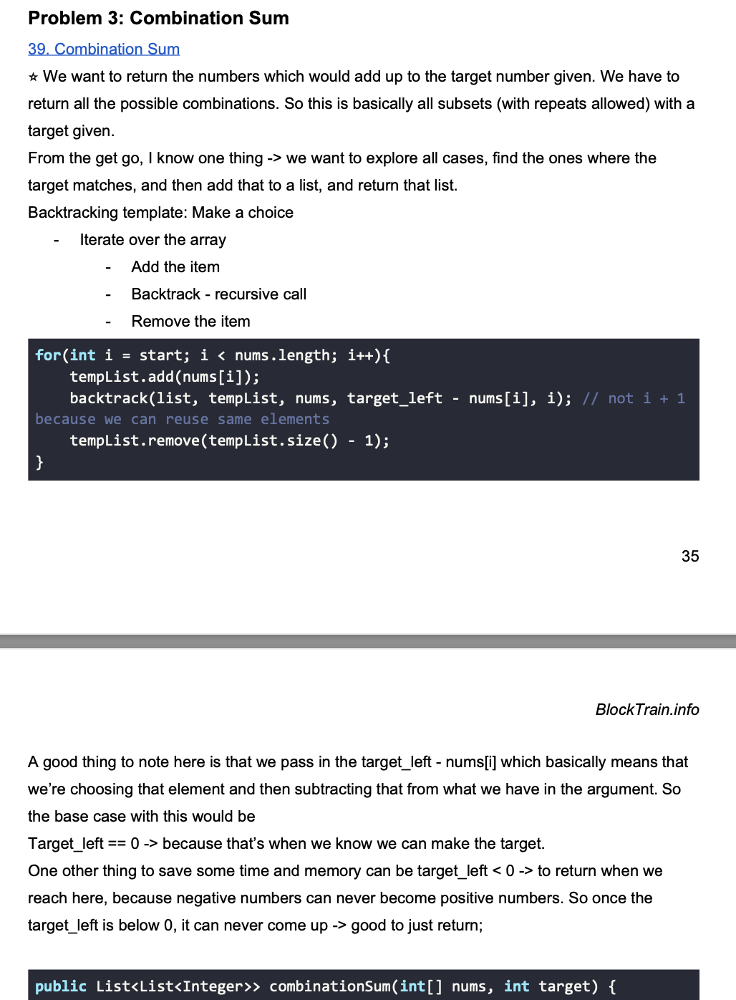 Problem 3: Combination Sum
39. Combination Sum
⭐ We want to return the numbers which would add up to the target number given. We have to
return all the possible combinations. So this is basically all subsets (with repeats allowed) with a
target given.
From the get go, I know one thing -> we want to explore all cases, find the ones where the
target matches, and then add that to a list, and return that list.
Backtracking template: Make a choice
- Iterate over the array
- Add the item
- Backtrack - recursive call
- Remove the item
for(int i = start; i < nums.length; i++){
    tempList.add(nums[i]);
    backtrack(list, tempList, nums, target_left - nums[i], i); // not i + 1
because we can reuse same elements
    tempList.remove(tempList.size() - 1);
}
35
BlockTrain.info
A good thing to note here is that we pass in the target_left - nums[i] which basically means that
we’re choosing that element and then subtracting that from what we have in the argument. So
the base case with this would be
Target_left == 0 -> because that’s when we know we can make the target.
One other thing to save some time and memory can be target_left < 0 -> to return when we
reach here, because negative numbers can never become positive numbers. So once the
target_left is below 0, it can never come up -> good to just return;
public List<List<Integer>> combinationSum(int[] nums, int target) {